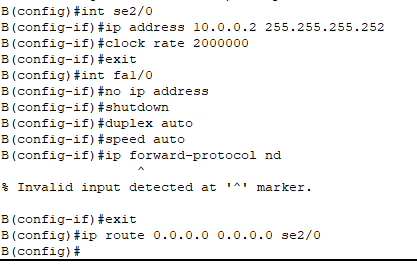 B(config)#int se2/0
B(config-if)#ip address 10.0.0.2 255.255.255.252
B(config-if)#clock rate 2000000
B(config-if)#exit
B(config)#int fa1/0
B(config-if)#no ip address
B(config-if)#shutdown
B(config-if)#duplex auto
B(config-if)#speed auto
B(config-if)#ip forward-protocol nd
^
% Invalid input detected at '^' marker.
B(config-if)#exit
B(config)#ip route 0.0.0.0 0.0.0.0 se2/0
B(config)#